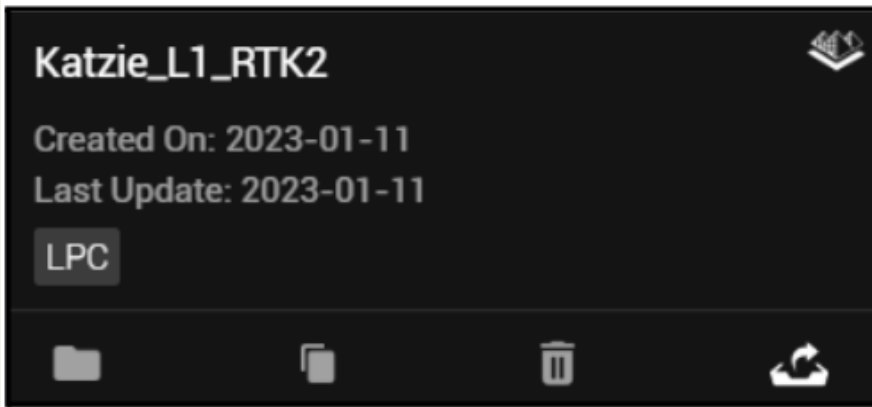 Katzie_L1_RTK2
Created On: 2023-01-11
Last Update: 2023-01-11
LPC